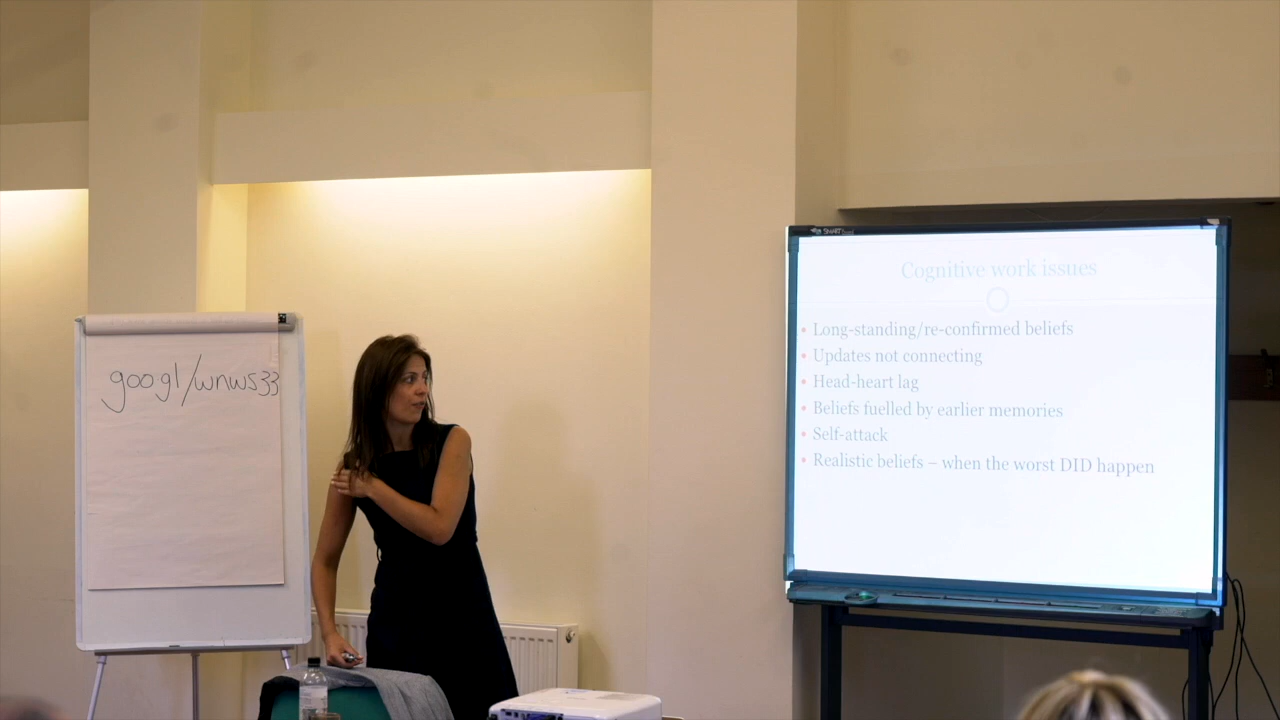 goo gl/wnws33
SMART
Cognitive work issues
• Long-standing/re-confirmed beliefs
• Updates not connecting
• Head-heart lag
• Beliefs fuelled by earlier memories
• Self-attack
• Realistic beliefs – when the worst DID happen